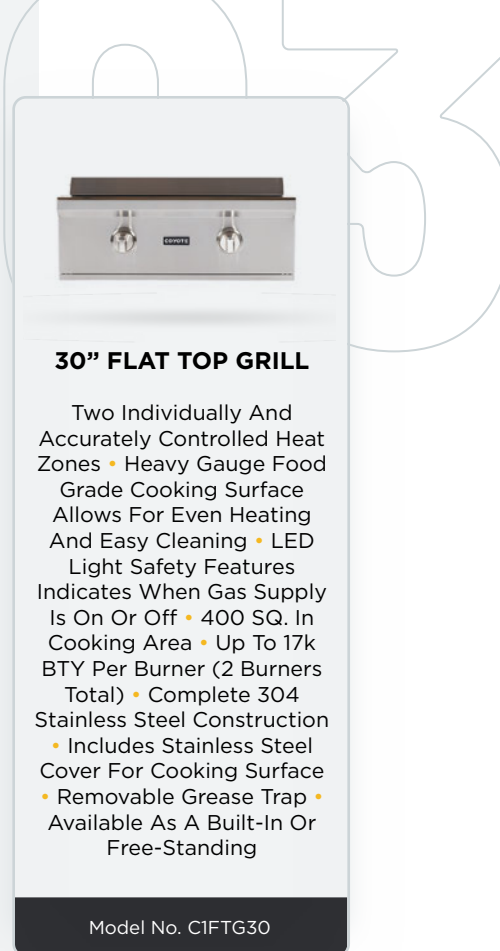 03
COYOTE
30” FLAT TOP GRILL
Two Individually And
Accurately Controlled Heat
Zones • Heavy Gauge Food
Grade Cooking Surface
Allows For Even Heating
And Easy Cleaning • LED
Light Safety Features
Indicates When Gas Supply
Is On Or Off • 400 SQ. In
Cooking Area • Up To 17k
BTY Per Burner (2 Burners
Total) • Complete 304
Stainless Steel Construction
• Includes Stainless Steel
Cover For Cooking Surface
• Removable Grease Trap •
Available As A Built-In Or
Free-Standing
Model No. C1FTG30